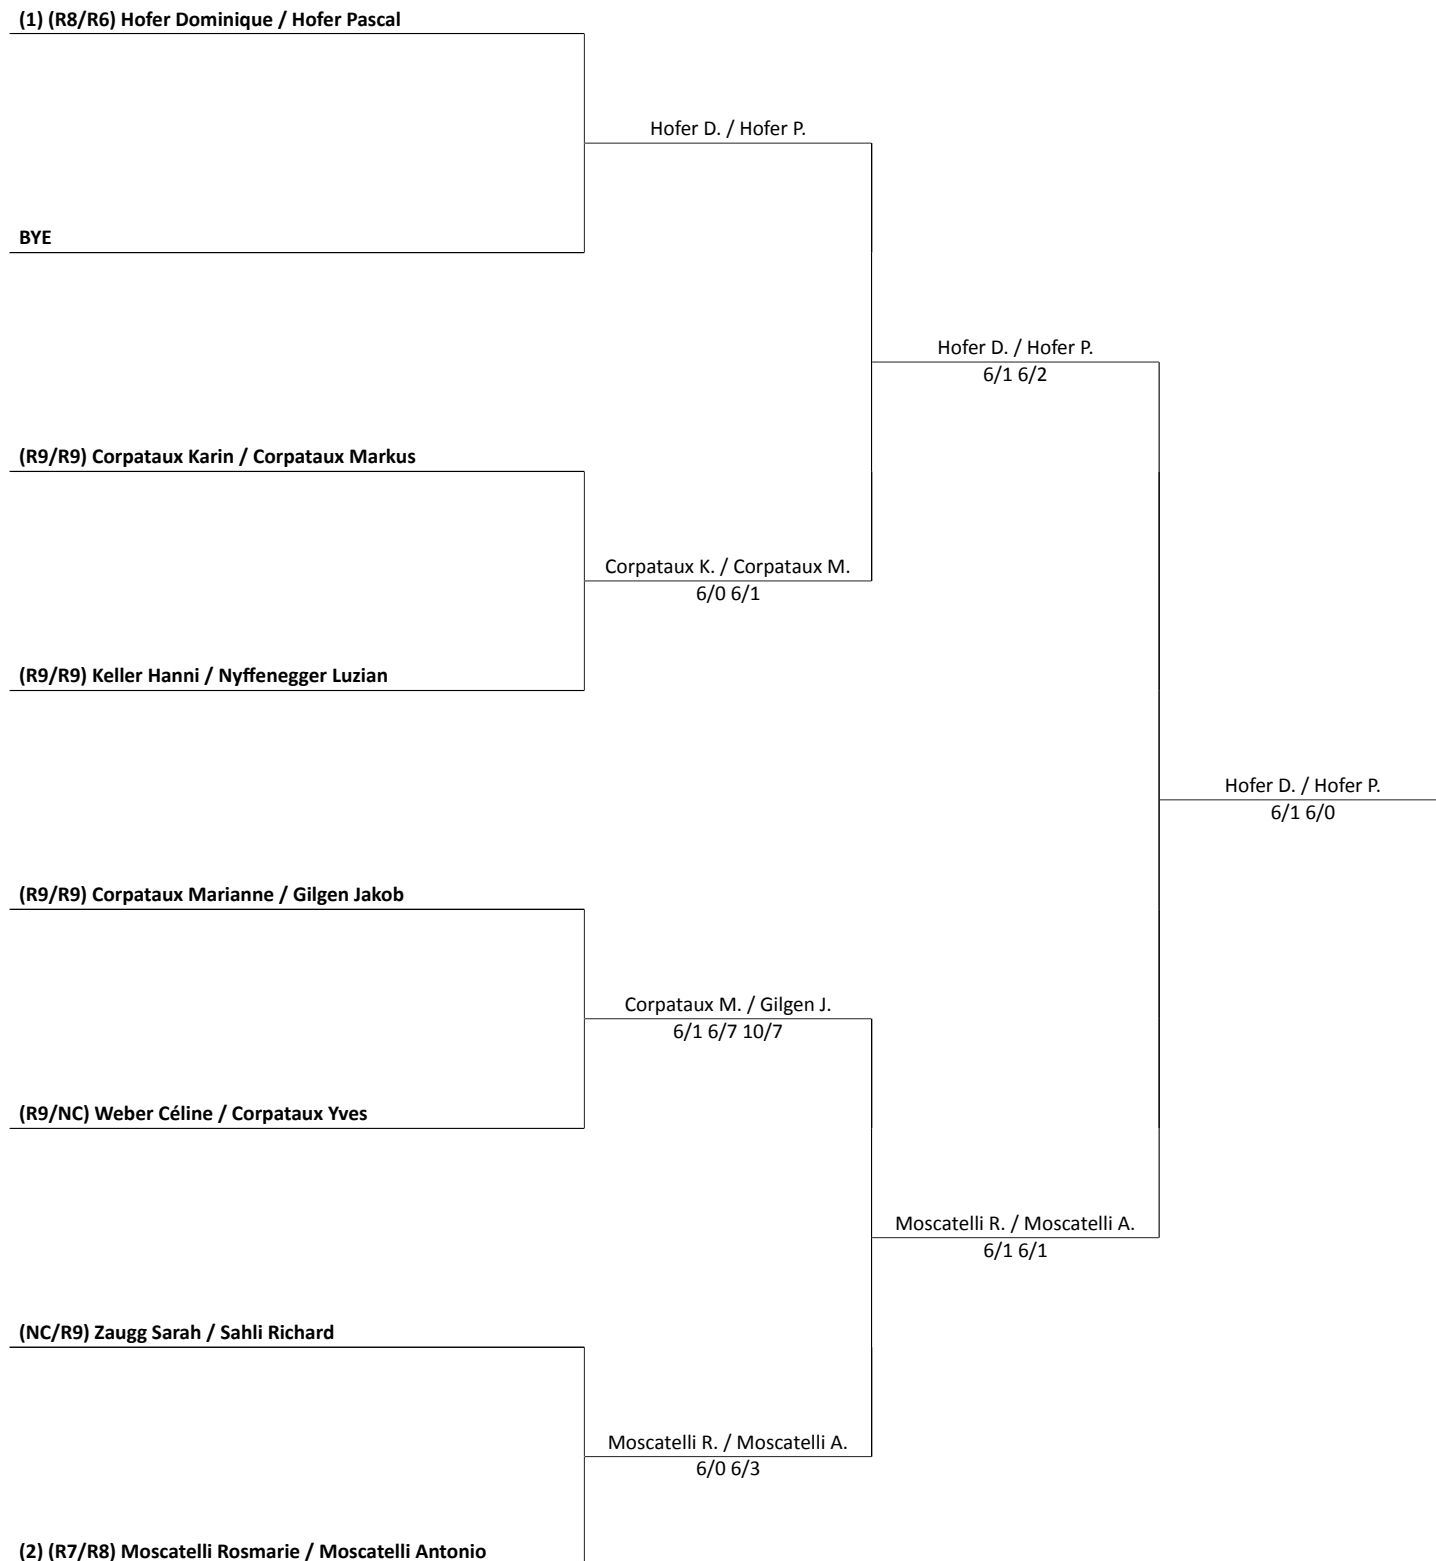 (1) (R8/R6) Hofer Dominique / Hofer Pascal
Hofer D. / Hofer P.
BYE
Hofer D. / Hofer P.
6/1 6/2
(R9/R9) Corpataux Karin / Corpataux Markus
Corpataux K. / Corpataux M.
6/0 6/1
(R9/R9) Keller Hanni / Nyffenegger Luzian
Hofer D. / Hofer P.
6/1 6/0
(R9/R9) Corpataux Marianne / Gilgen Jakob
Corpataux M. / Gilgen J.
6/1 6/7 10/7
(R9/NC) Weber Céline / Corpataux Yves
Moscatelli R. / Moscatelli A.
6/1 6/1
(NC/R9) Zaugg Sarah / Sahli Richard
Moscatelli R. / Moscatelli A.
6/0 6/3
(2) (R7/R8) Moscatelli Rosmarie / Moscatelli Antonio